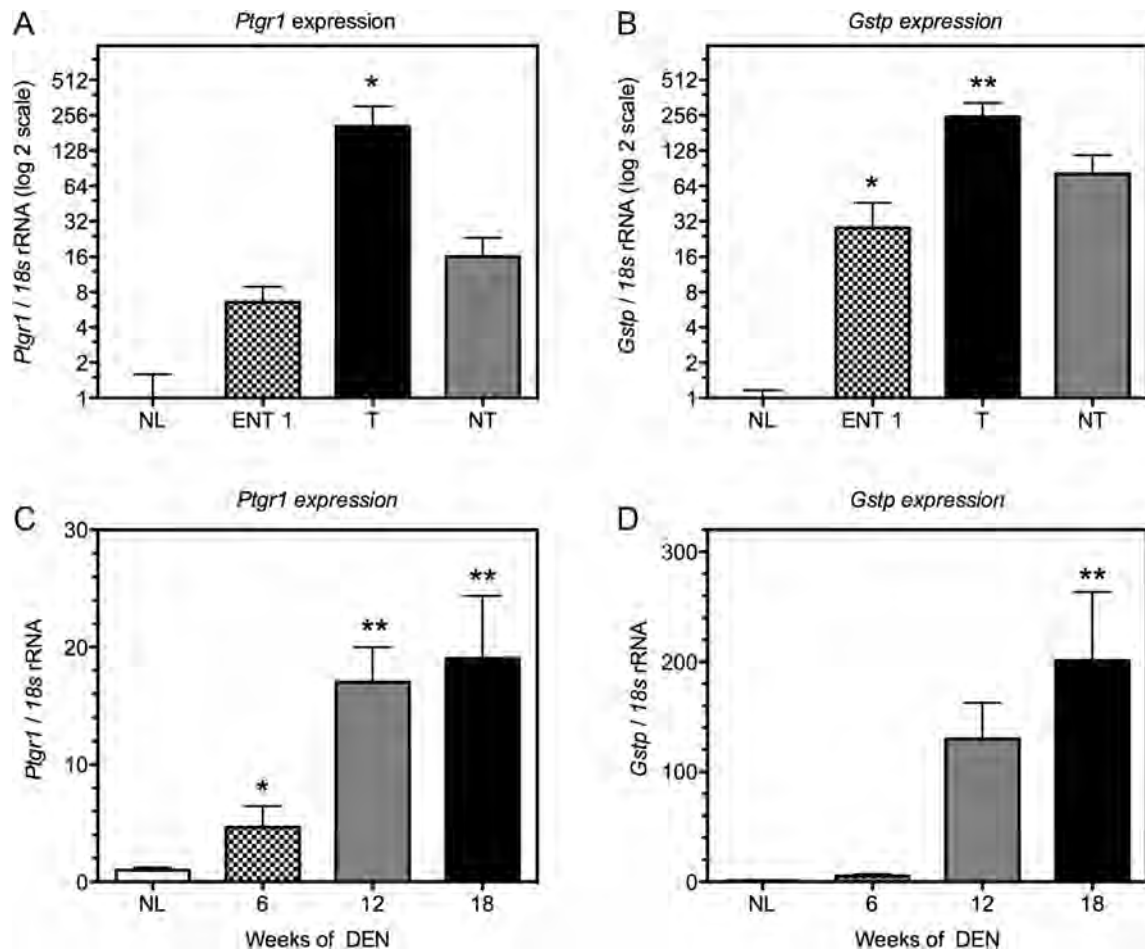 A
Ptgr1 expression
Ptgr1 / 18s rRNA (log 2 scale)
512
256
128
64
32
16
8
4
2
1
*
NL ENT 1 T NT
B
Gstp expression
Gstp / 18s rRNA (log 2 scale)
512
256
128
64
32
16
8
4
2
1
*
**
NL ENT 1 T NT
C
Ptgr1 expression
Ptgr1 / 18s rRNA
30
20
10
0
*
**
**
NL 6 12 18
Weeks of DEN
D
Gstp expression
Gstp / 18s rRNA
300
200
100
0
**
NL 6 12 18
Weeks of DEN